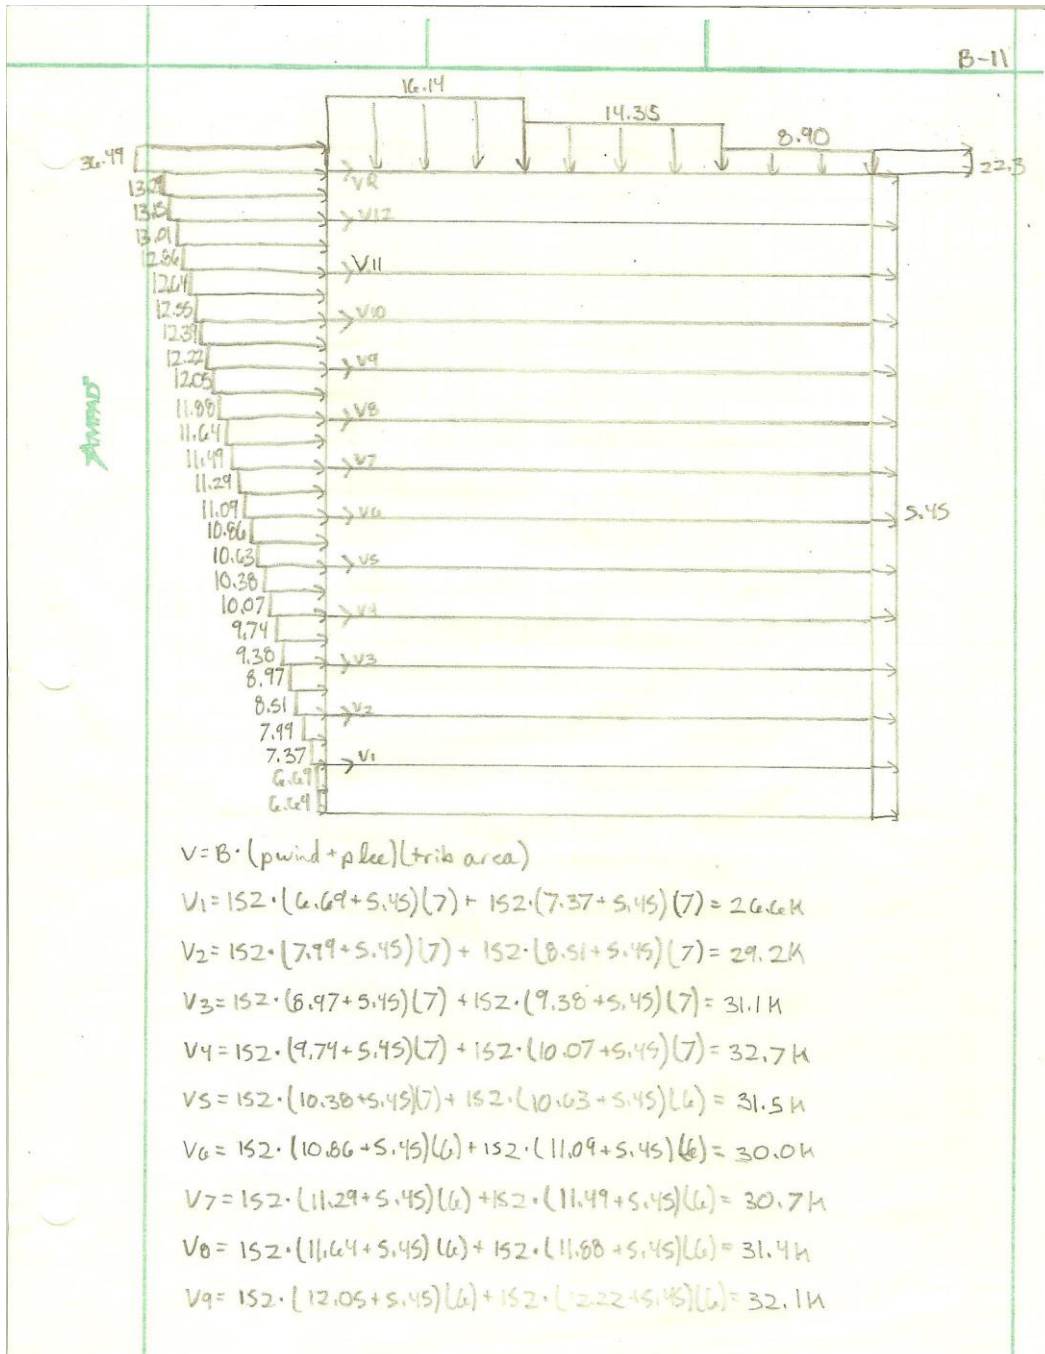 B-11
16.14
14.35
8.90
36.49
22.3
13.29
VR
13.15
V12
13.01
12.86
V11
12.64
12.55
V10
12.39
12.22
V9
12.05
11.88
V8
11.64
11.49
V7
11.29
11.09
V6
5.45
10.86
10.63
V5
10.38
10.07
V4
9.74
9.38
V3
8.97
8.51
V2
7.99
7.37
V1
6.69
6.64
AMPAD
V=B·(pwind+plee)(trib area)
V1=152·(6.69+5.45)(7)+152·(7.37+5.45)(7)=26.6K
V2=152·(7.99+5.45)(7)+152·(8.51+5.45)(7)=29.2K
V3=152·(8.97+5.45)(7)+152·(9.38+5.45)(7)=31.1K
V4=152·(9.74+5.45)(7)+152·(10.07+5.45)(7)=32.7K
V5=152·(10.38+5.45)(7)+152·(10.63+5.45)(6)=31.5K
V6=152·(10.86+5.45)(6)+152·(11.09+5.45)(6)=30.0K
V7=152·(11.29+5.45)(6)+152·(11.49+5.45)(6)=30.7K
V8=152·(11.64+5.45)(6)+152·(11.88+5.45)(6)=31.4K
V9=152·(12.05+5.45)(6)+152·(12.22+5.45)(6)=32.1K